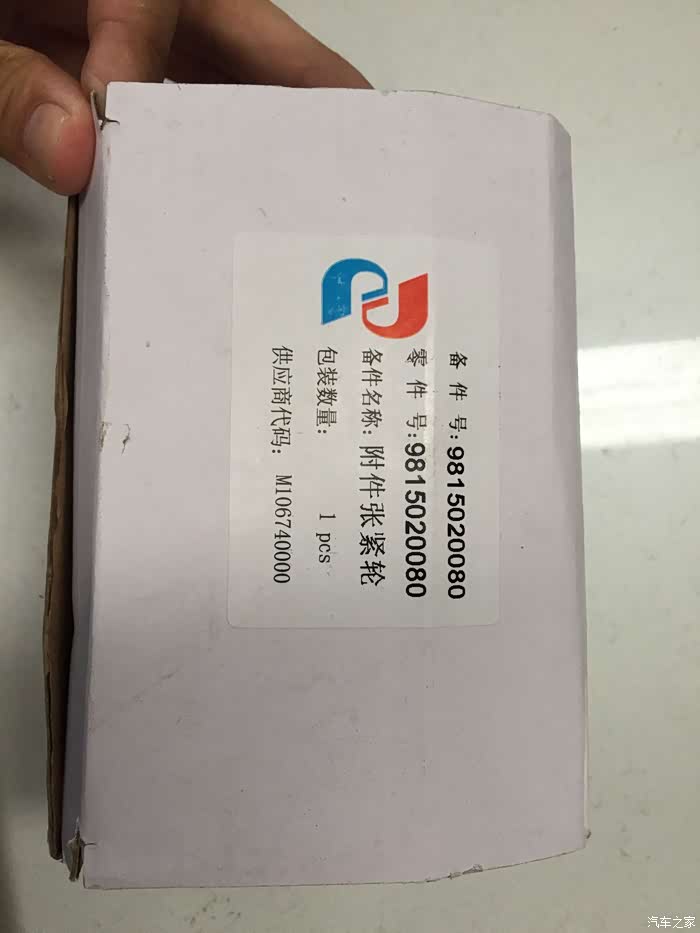 备 件 号:9815020080
零 件 号:9815020080
备件名称: 附件张紧轮
包装数量: 1 pcs
供应商代码: M106740000
汽车之家